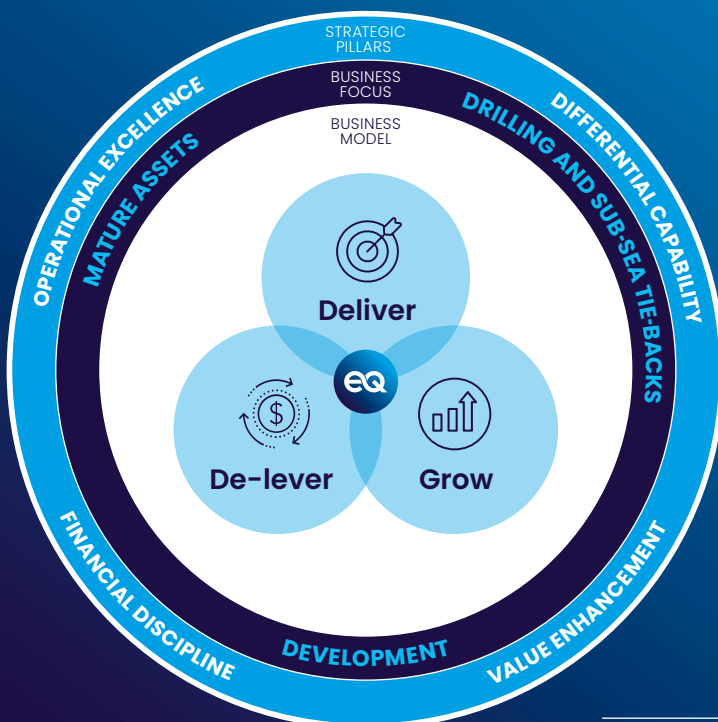 STRATEGIC
PILLARS
OPERATIONAL EXCELLENCE
DIFFERENTIAL CAPABILITY
FINANCIAL DISCIPLINE
VALUE ENHANCEMENT
BUSINESS
FOCUS
MATURE ASSETS
DRILLING AND SUB-SEA TIE-BACKS
DEVELOPMENT
BUSINESS
MODEL
Deliver
eQ
$
De-lever
Grow